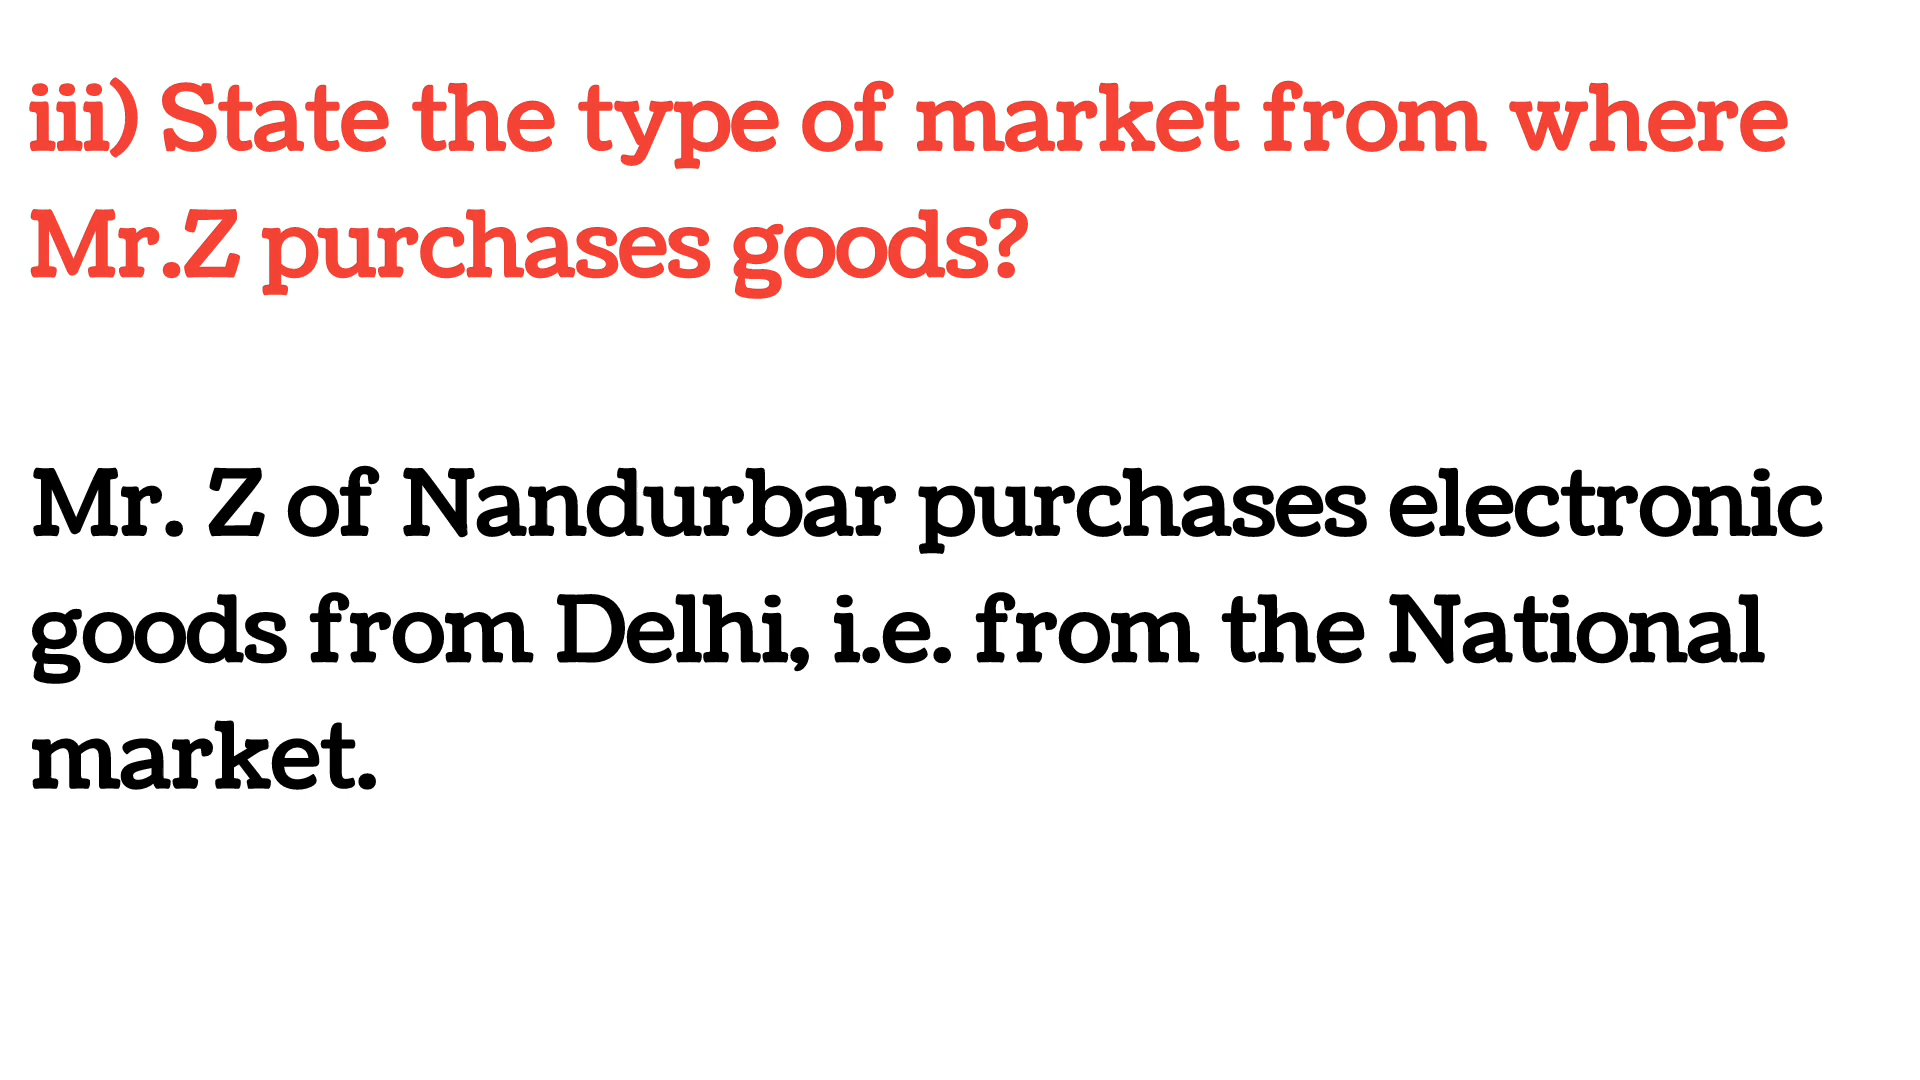 iii) State the type of market from where
Mr.Z purchases goods?
Mr. Z of Nandurbar purchases electronic
goods from Delhi, i.e. from the National
market.